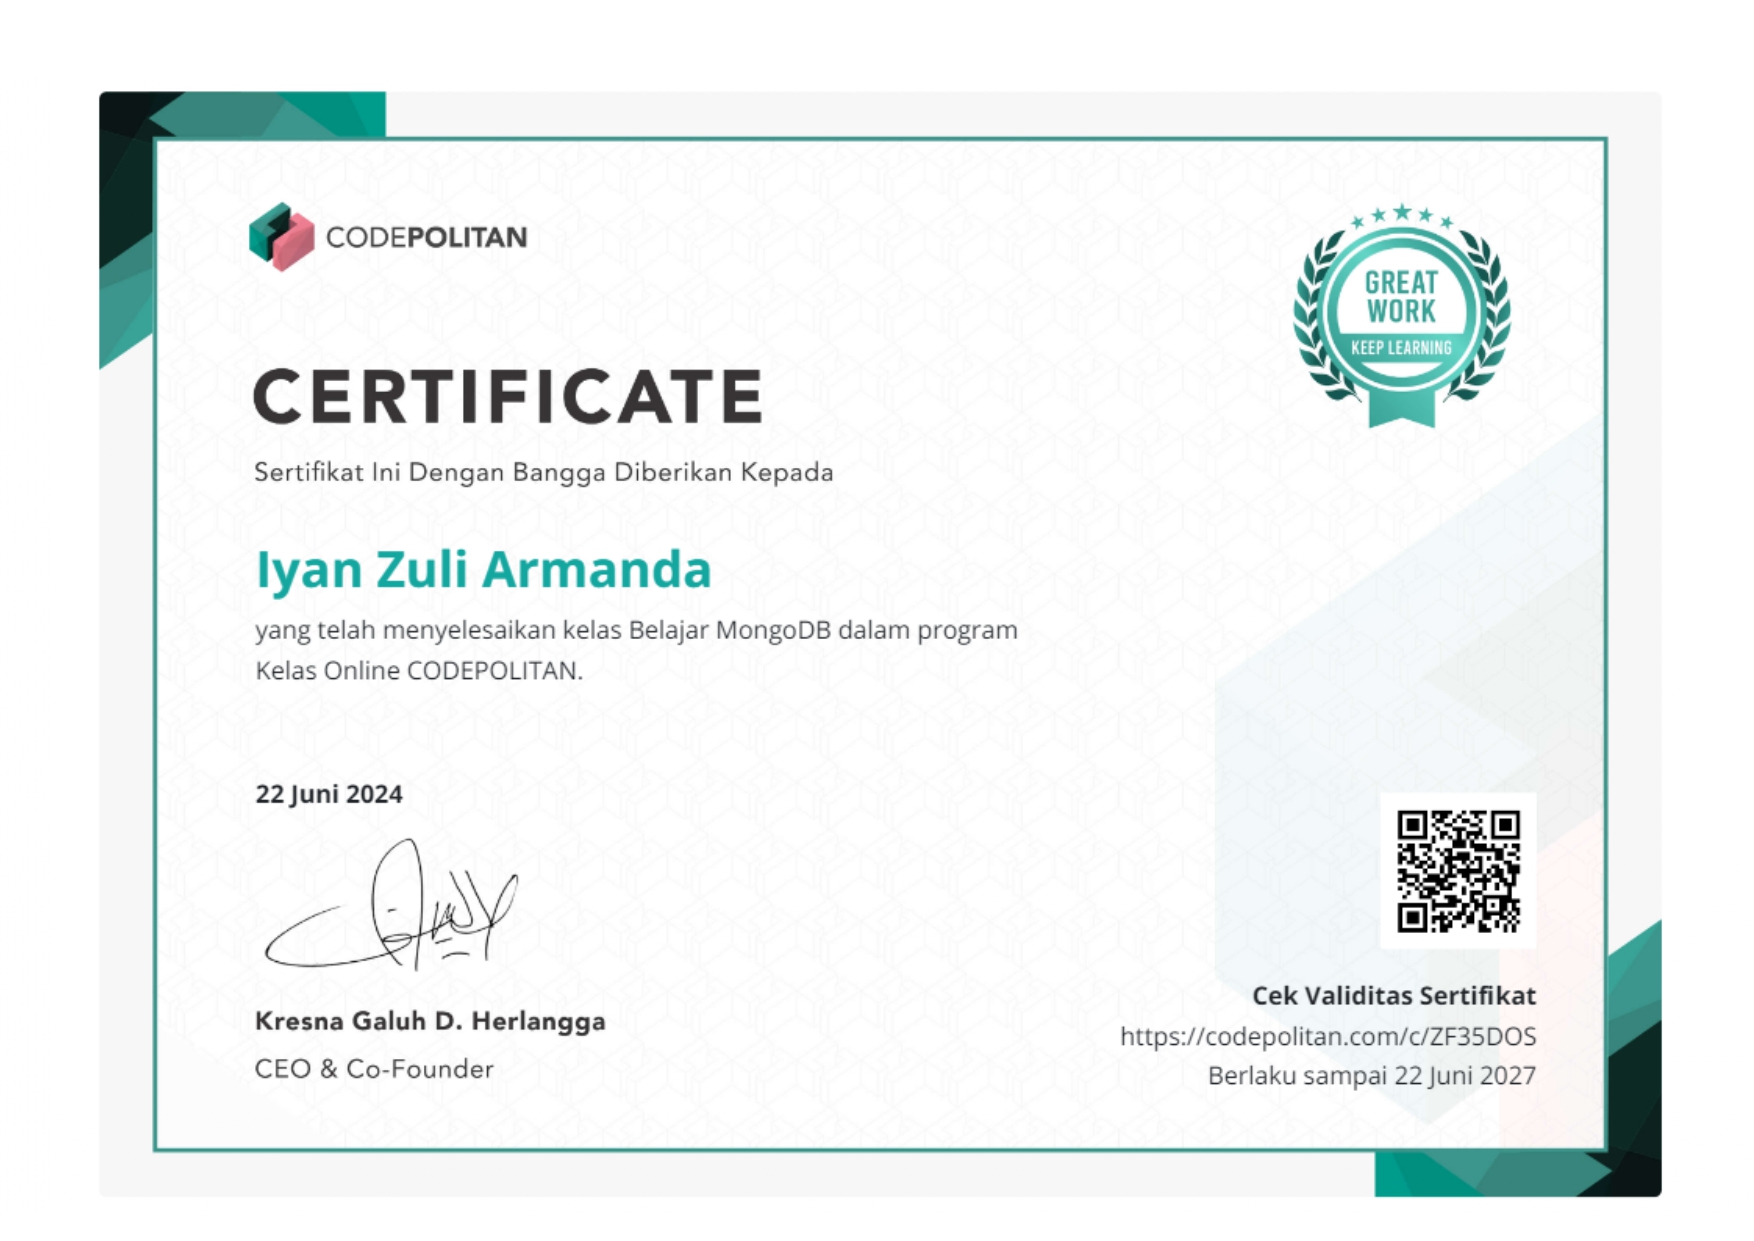 CODEPOLITAN
GREAT
WORK
KEEP LEARNING
CERTIFICATE
Sertifikat Ini Dengan Bangga Diberikan Kepada
Iyan Zuli Armanda
yang telah menyelesaikan kelas Belajar MongoDB dalam program
Kelas Online CODEPOLITAN.
22 Juni 2024
Kresna Galuh D. Herlangga
CEO & Co-Founder
Cek Validitas Sertifikat
https://codepolitan.com/c/ZF35DOS
Berlaku sampai 22 Juni 2027